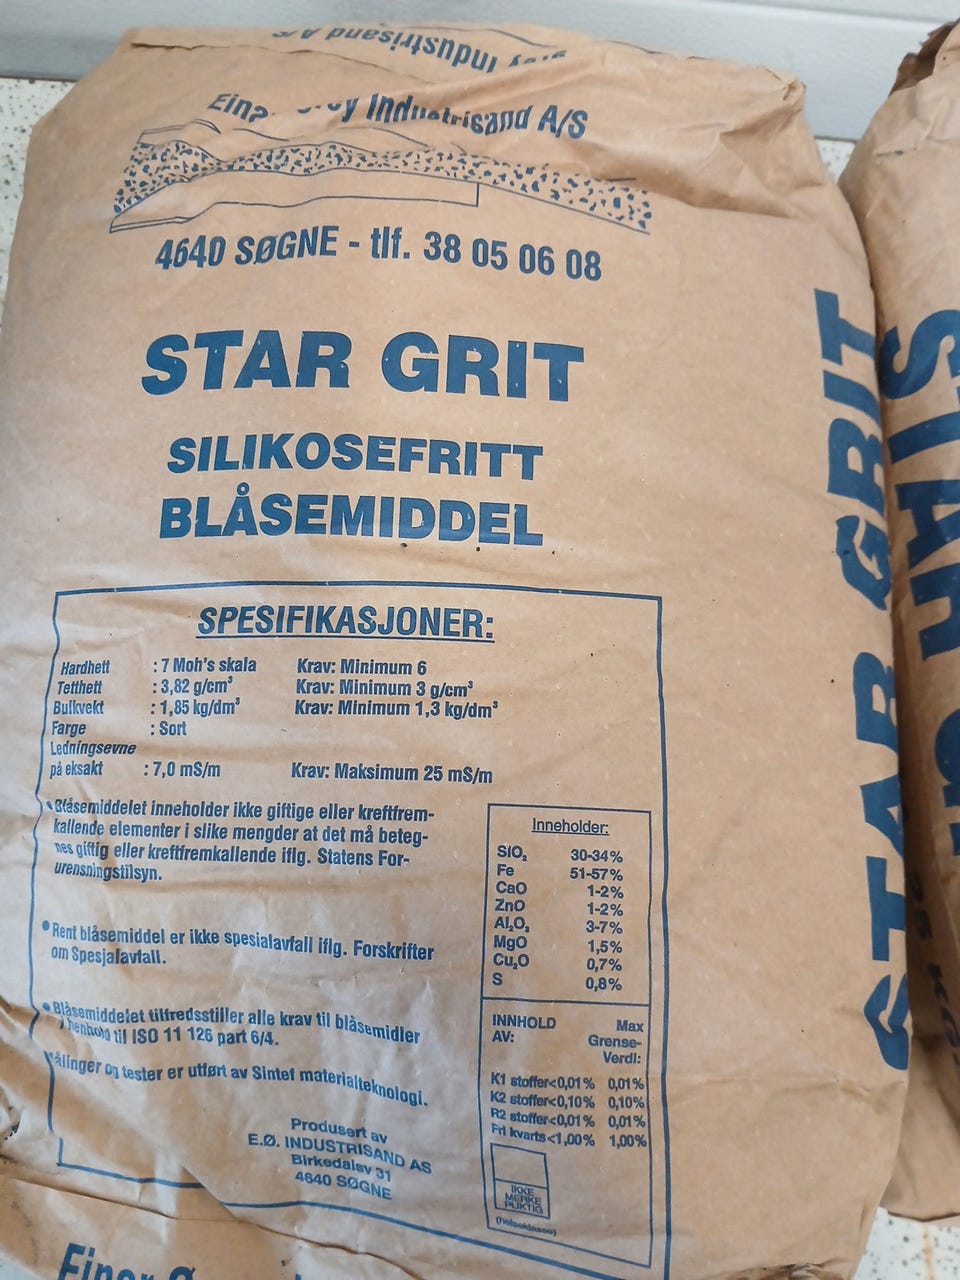 Industrisand A/S
Industrisand A/S
4640 SØGNE - tlf. 38 05 06 08
STAR GRIT
SILIKOSEFRITT
BLÅSEMIDDEL
SPESIFIKASJONER:
Hardhett : 7 Moh's skala Krav: Minimum 6
Tetthett : 3,82 g/cm³ Krav: Minimum 3 g/cm³
Bulkvekt : 1,85 kg/dm³ Krav: Minimum 1,3 kg/dm³
Farge : Sort
Ledningsevne
på eksakt : 7,0 mS/m Krav: Maksimum 25 mS/m
• Blåsemiddelet inneholder ikke giftige eller kreftfrem-
kallende elementer i slike mengder at det må beteg-
nes giftig eller kreftfremkallende iflg. Statens For-
urensningstilsyn.
• Rent blåsemiddel er ikke spesialavfall iflg. Forskrifter
om Spesjalavfall.
• Blåsemiddelet tilfredsstiller alle krav til blåsemidler
i henhold til ISO 11 126 part 6/4.
Målinger og tester er utført av Sintef materialteknologi.
Produsert av
E.Ø. INDUSTRISAND AS
Birkedalsv 31
4640 SØGNE
Inneholder:
SIO₂ 30-34%
Fe 51-57%
CaO 1-2%
ZnO 1-2%
Al₂O₃ 3-7%
MgO 1,5%
Cu₂O 0,7%
S 0,8%
INNHOLD Max
AV: Grense-
Verdi:
K1 stoffer<0,01% 0,01%
K2 stoffer<0,10% 0,10%
R2 stoffer<0,01% 0,01%
Fri kvarts<1,00% 1,00%
IKKE
MERKE
PLIKTIG
(helseklasse)
STAR GRIT
STAR
25 KG
Einar Ø